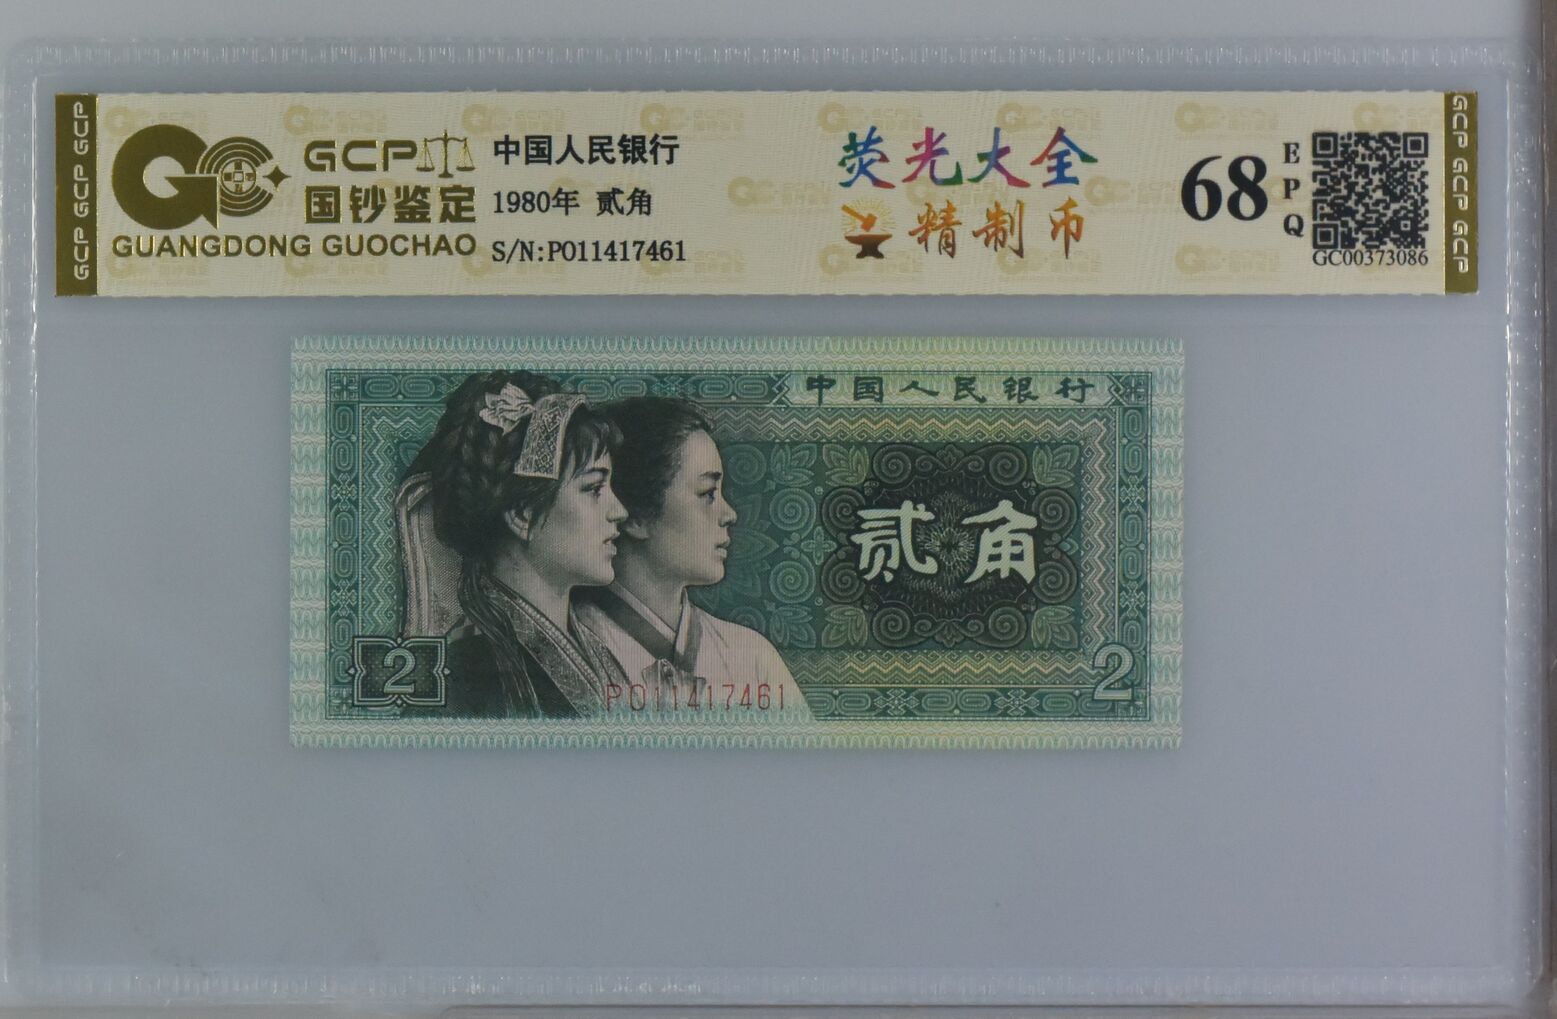 GCP GCP GCP
GCP
国钞鉴定
GUANGDONG GUOCHAO
中国人民银行
1980年 贰角
S/N:PO11417461
荧光大全
精制币
68
EPQ
GC00373086
GCP GCP GCP
中国人民银行
贰角
2
PO11417461
2